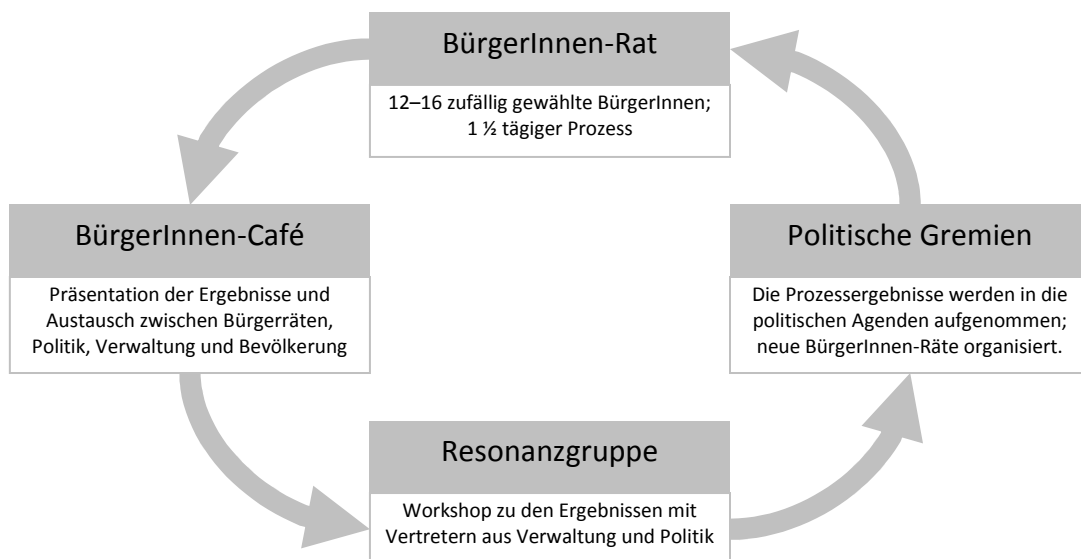 BürgerInnen-Rat
12–16 zufällig gewählte BürgerInnen;
1 ½ tägiger Prozess
BürgerInnen-Café
Präsentation der Ergebnisse und
Austausch zwischen Bürgerräten,
Politik, Verwaltung und Bevölkerung
Politische Gremien
Die Prozessergebnisse werden in die
politischen Agenden aufgenommen;
neue BürgerInnen-Räte organisiert.
Resonanzgruppe
Workshop zu den Ergebnissen mit
Vertretern aus Verwaltung und Politik